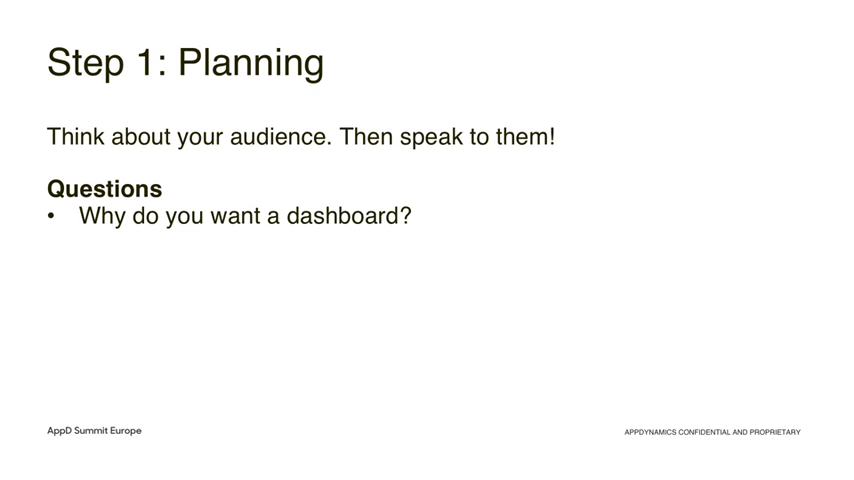 Step 1: Planning
Think about your audience. Then speak to them!
Questions
• Why do you want a dashboard?
AppD Summit Europe
APPDYNAMICS CONFIDENTIAL AND PROPRIETARY